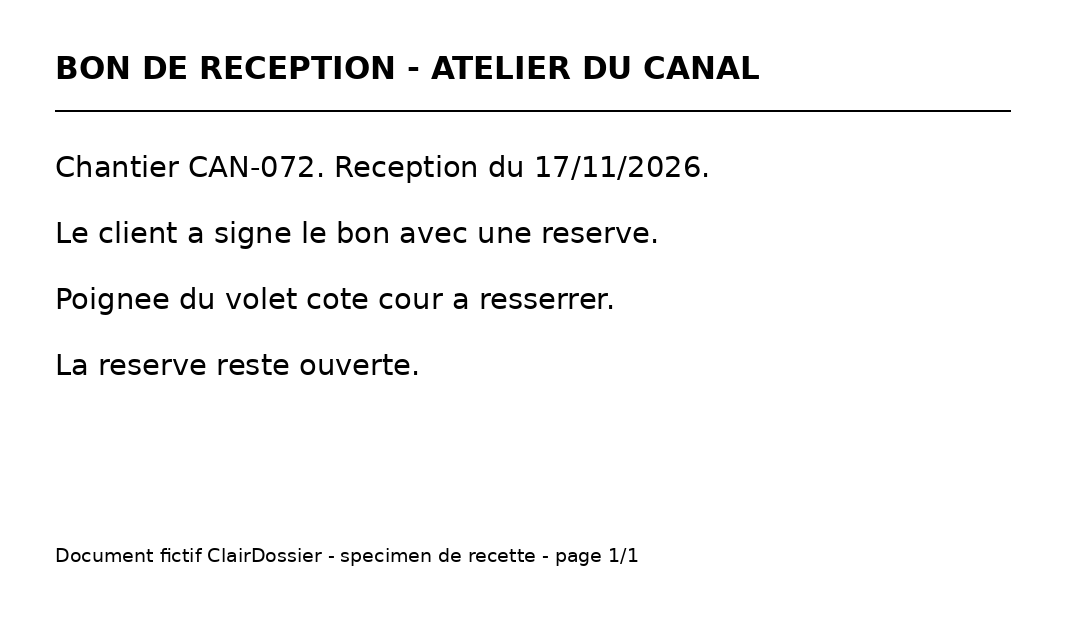 BON DE RECEPTION - ATELIER DU CANAL
Chantier CAN-072. Reception du 17/11/2026.
Le client a signe le bon avec une reserve.
Poignee du volet cote cour a resserrer.
La reserve reste ouverte.
Document fictif ClairDossier - specimen de recette - page 1/1